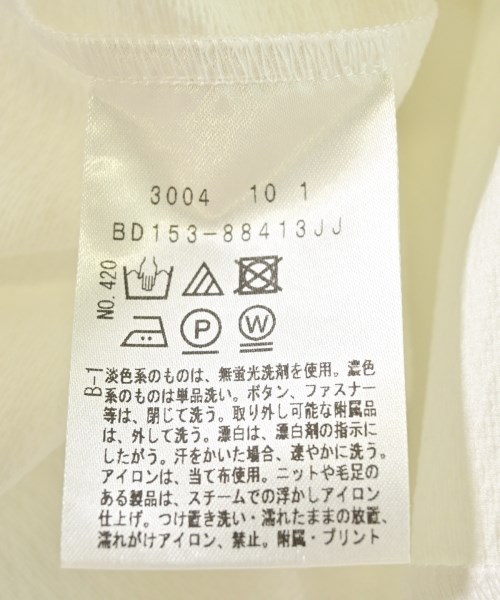 3004 10 1
BD153-88413JJ
NO. 420
P
W
B-1
淡色系のものは、無蛍光洗剤を使用。濃色
系のものは単品洗い。ボタン、ファスナー
等は、閉じて洗う。取り外し可能な附属品
は、外して洗う。漂白は、漂白剤の指示に
したがう。汗をかいた場合、速やかに洗う。
アイロンは、当て布使用。ニットや毛足の
ある製品は、スチームでの浮かしアイロン
仕上げ。つけ置き洗い・濡れたままの放置、
濡れがけアイロン、禁止。附属・プリント